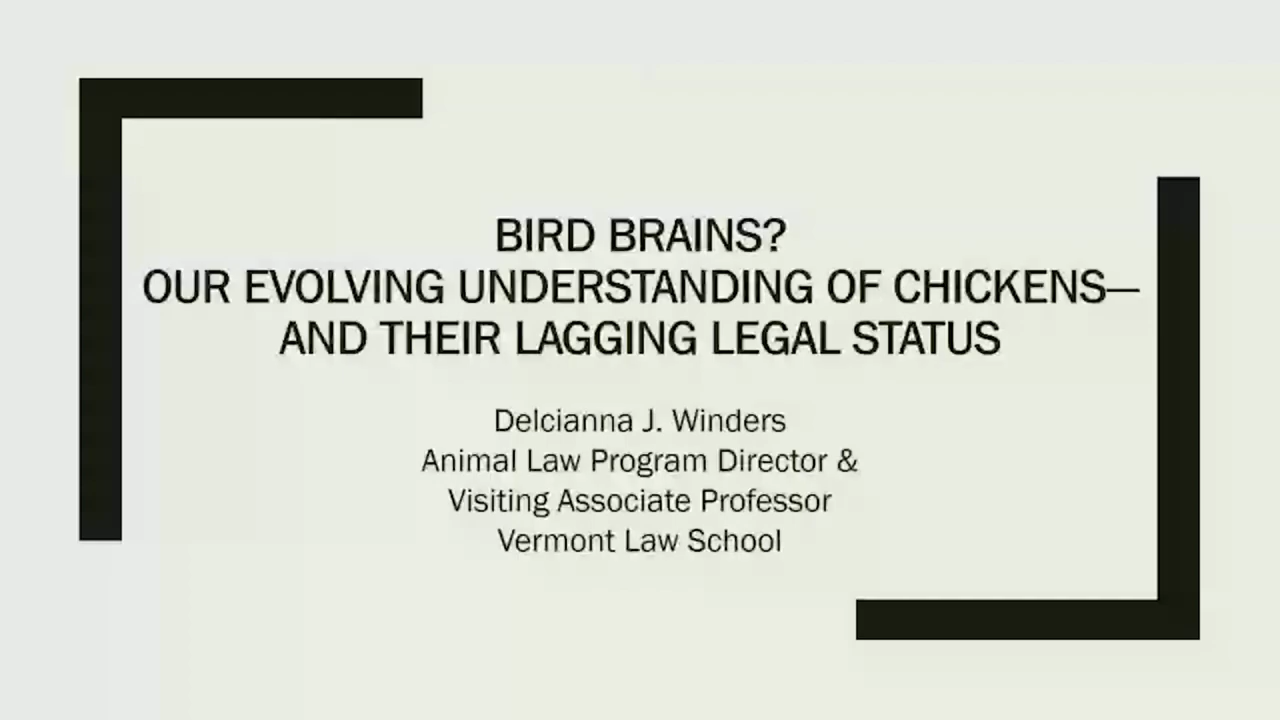 BIRD BRAINS?
OUR EVOLVING UNDERSTANDING OF CHICKENS—
AND THEIR LAGGING LEGAL STATUS
Delcianna J. Winders
Animal Law Program Director &
Visiting Associate Professor
Vermont Law School